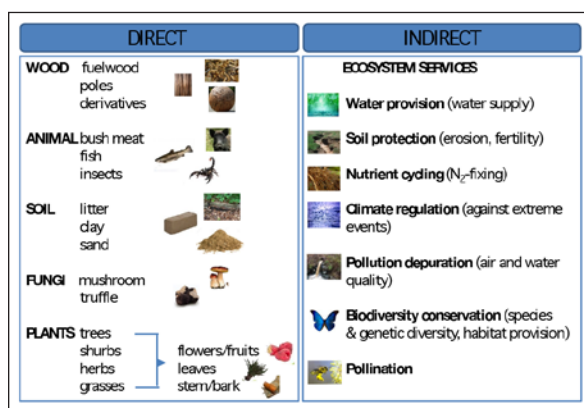 DIRECT
WOOD fuelwood
poles
derivatives
ANIMAL bush meat
fish
insects
SOIL litter
clay
sand
FUNGI mushroom
truffle
PLANTS trees
shurbs
herbs
grasses
flowers/fruits
leaves
stem/bark
INDIRECT
ECOSYSTEM SERVICES
Water provision (water supply)
Soil protection (erosion, fertility)
Nutrient cycling (N₂-fixing)
Climate regulation (against extreme
events)
Pollution depuration (air and water
quality)
Biodiversity conservation (species
& genetic diversity, habitat provision)
Pollination